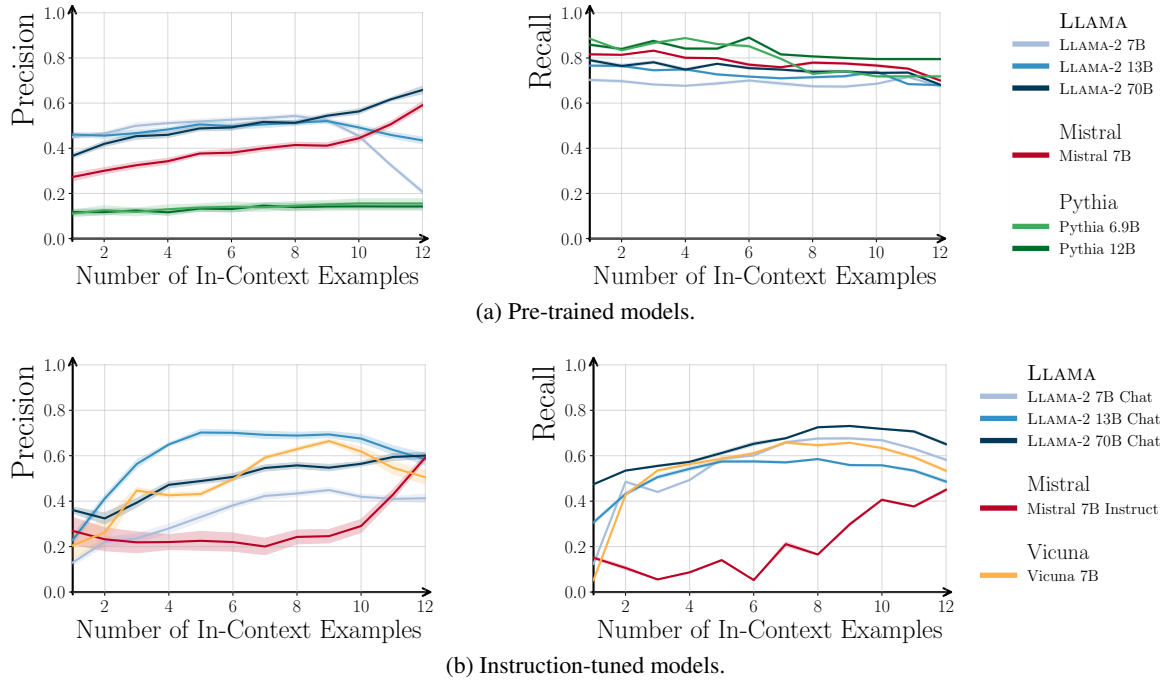 Precision
1.0
0.8
0.6
0.4
0.2
0.0
2 4 6 8 10 12
Number of In-Context Examples
Recall
1.0
0.8
0.6
0.4
0.2
0.0
2 4 6 8 10 12
Number of In-Context Examples
LLAMA
LLAMA-2 7B
LLAMA-2 13B
LLAMA-2 70B
Mistral
Mistral 7B
Pythia
Pythia 6.9B
Pythia 12B
(a) Pre-trained models.
Precision
1.0
0.8
0.6
0.4
0.2
0.0
2 4 6 8 10 12
Number of In-Context Examples
Recall
1.0
0.8
0.6
0.4
0.2
0.0
2 4 6 8 10 12
Number of In-Context Examples
LLAMA
LLAMA-2 7B Chat
LLAMA-2 13B Chat
LLAMA-2 70B Chat
Mistral
Mistral 7B Instruct
Vicuna
Vicuna 7B
(b) Instruction-tuned models.